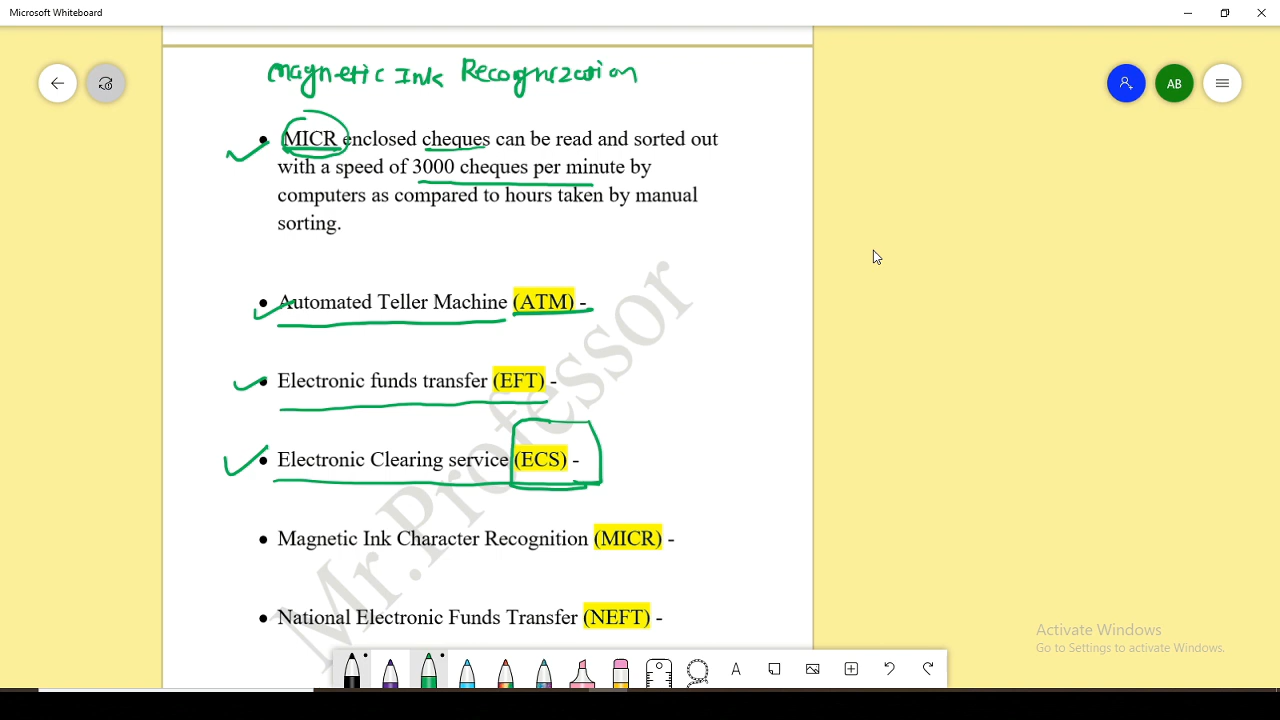 Microsoft Whiteboard
magnetic Ink Recognization
AB
• MICR enclosed cheques can be read and sorted out
with a speed of 3000 cheques per minute by
computers as compared to hours taken by manual
sorting.
• Automated Teller Machine (ATM) -
• Electronic funds transfer (EFT) -
• Electronic Clearing service (ECS) -
• Magnetic Ink Character Recognition (MICR) -
• National Electronic Funds Transfer (NEFT) -
Mr.Professor
Activate Windows
Go to Settings to activate Windows.
A